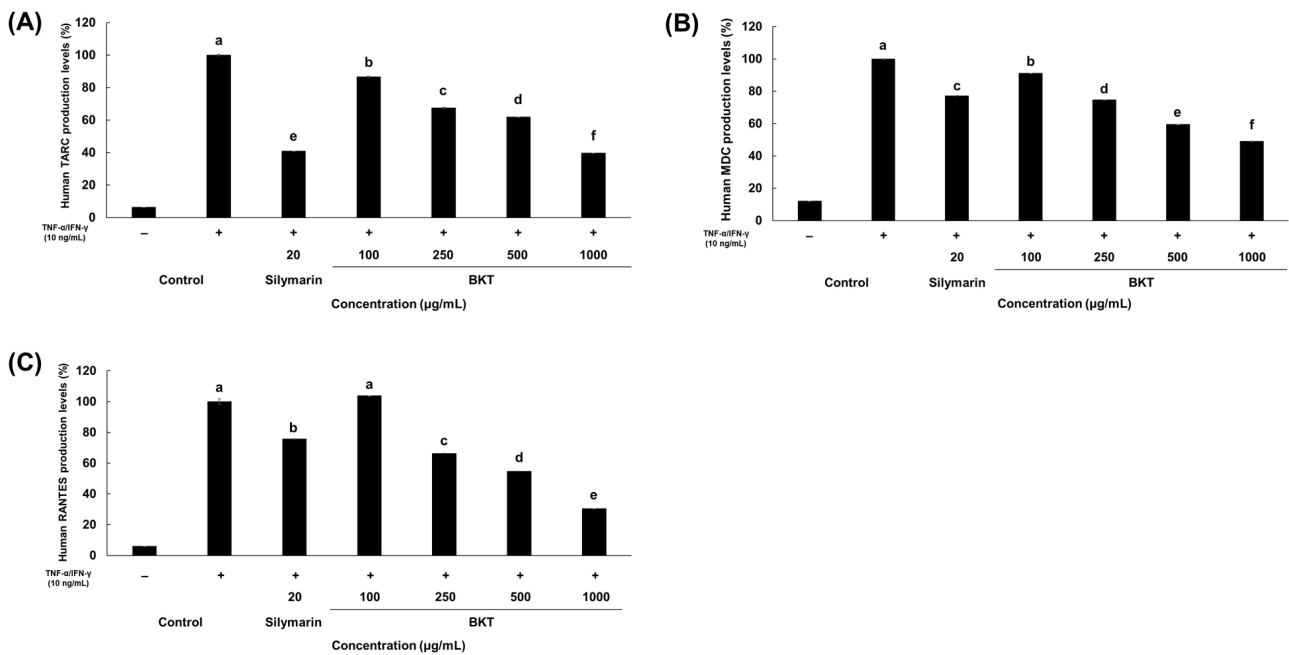 (A)
Human TARC production levels (%)
120
100
80
60
40
20
0
a
e
b
c
d
f
TNF-α/IFN-γ
(10 ng/mL)
– + + + + + +
20 100 250 500 1000
Control Silymarin BKT
Concentration (μg/mL)
(B)
Human MDC production levels (%)
120
100
80
60
40
20
0
a
c
b
d
e
f
TNF-α/IFN-γ
(10 ng/mL)
– + + + + + +
20 100 250 500 1000
Control Silymarin BKT
Concentration (μg/mL)
(C)
Human RANTES production levels (%)
120
100
80
60
40
20
0
a
b
a
c
d
e
TNF-α/IFN-γ
(10 ng/mL)
– + + + + + +
20 100 250 500 1000
Control Silymarin BKT
Concentration (μg/mL)